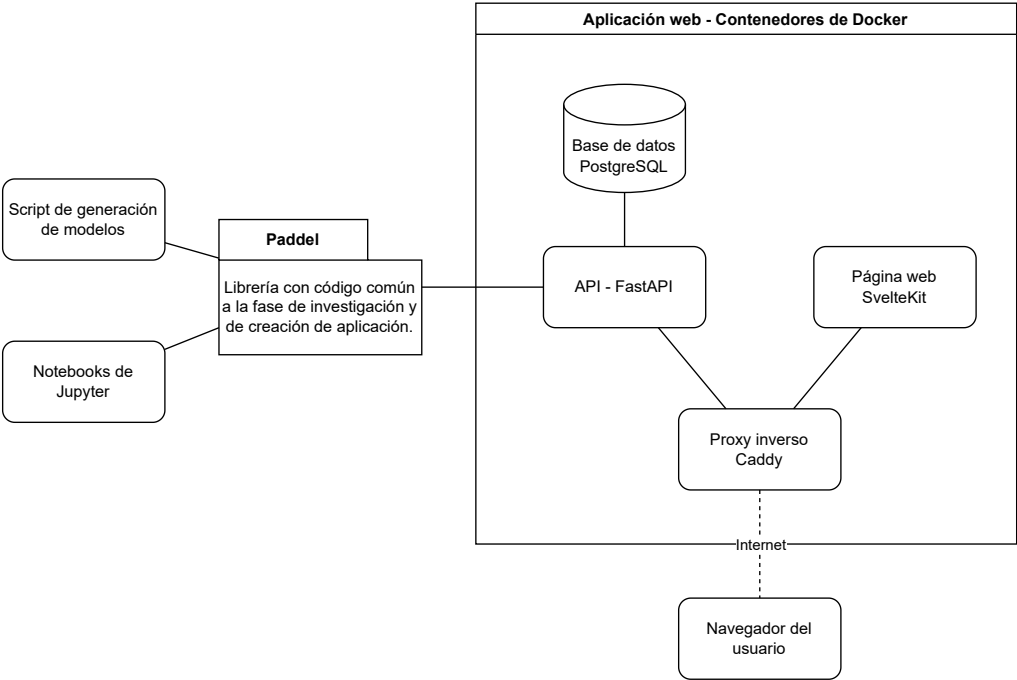 Aplicación web - Contenedores de Docker
Base de datos
PostgreSQL
Script de generación
de modelos
Paddel
Librería con código común
a la fase de investigación y
de creación de aplicación.
API - FastAPI
Página web
SvelteKit
Notebooks de
Jupyter
Proxy inverso
Caddy
Internet
Navegador del
usuario